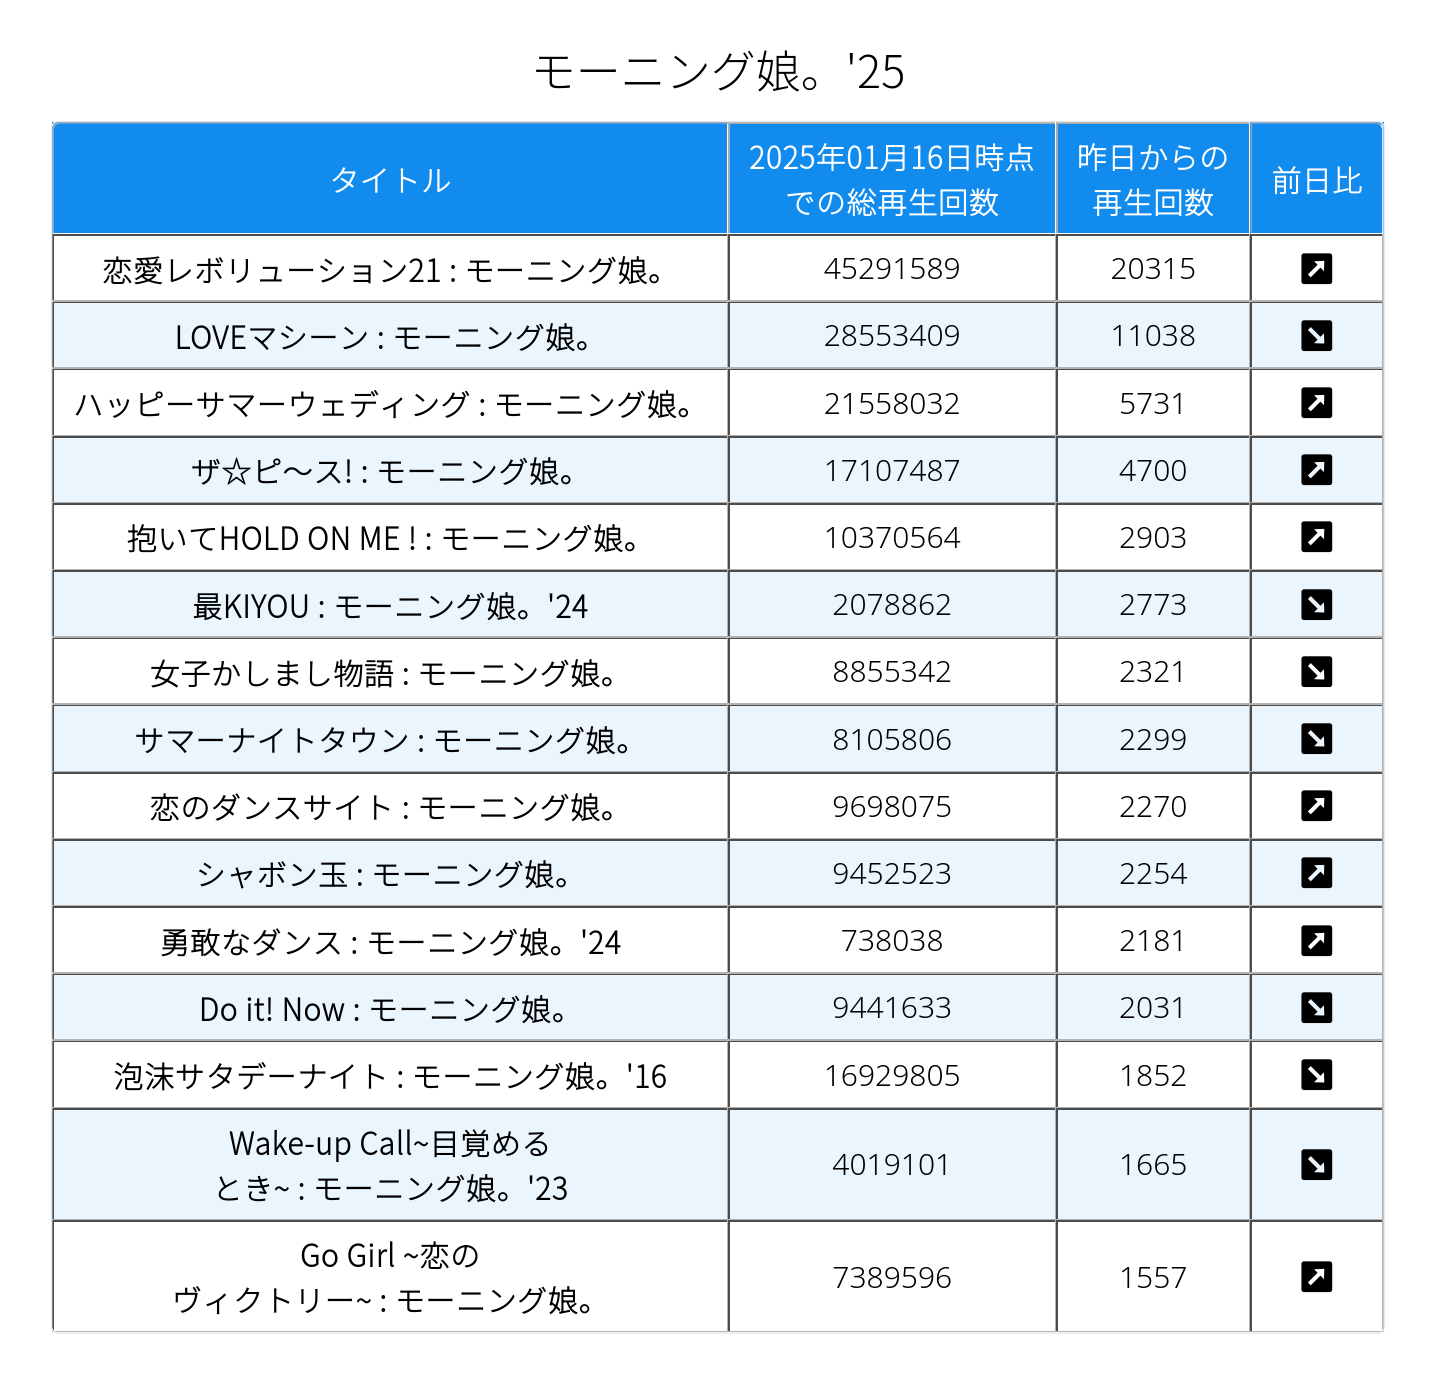 モーニング娘。'25
タイトル
2025年01月16日時点
での総再生回数
昨日からの
再生回数
前日比
恋愛レボリューション21 : モーニング娘。 45291589 20315 ↗
LOVEマシーン : モーニング娘。 28553409 11038 ↘
ハッピーサマーウェディング : モーニング娘。 21558032 5731 ↗
ザ☆ピ〜ス! : モーニング娘。 17107487 4700 ↗
抱いてHOLD ON ME ! : モーニング娘。 10370564 2903 ↗
最KIYOU : モーニング娘。'24 2078862 2773 ↘
女子かしまし物語 : モーニング娘。 8855342 2321 ↘
サマーナイトタウン : モーニング娘。 8105806 2299 ↘
恋のダンスサイト : モーニング娘。 9698075 2270 ↗
シャボン玉 : モーニング娘。 9452523 2254 ↗
勇敢なダンス : モーニング娘。'24 738038 2181 ↗
Do it! Now : モーニング娘。 9441633 2031 ↘
泡沫サタデーナイト : モーニング娘。'16 16929805 1852 ↘
Wake-up Call~目覚める
とき~ : モーニング娘。'23 4019101 1665 ↘
Go Girl ~恋の
ヴィクトリー~ : モーニング娘。 7389596 1557 ↗